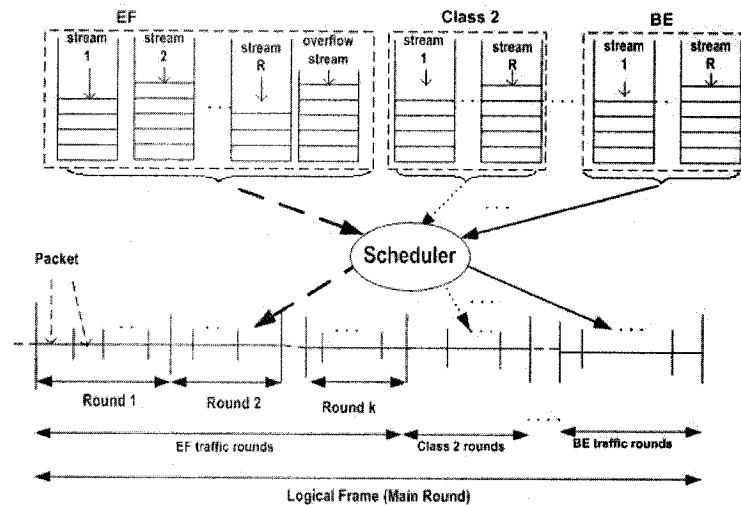 EF
Class 2
BE
stream
1
stream
2
stream
R
overflow
stream
stream
1
stream
R
stream
1
stream
R
Scheduler
Packet
Round 1
Round 2
Round k
EF traffic rounds
Class 2 rounds
BE traffic rounds
Logical Frame (Main Round)